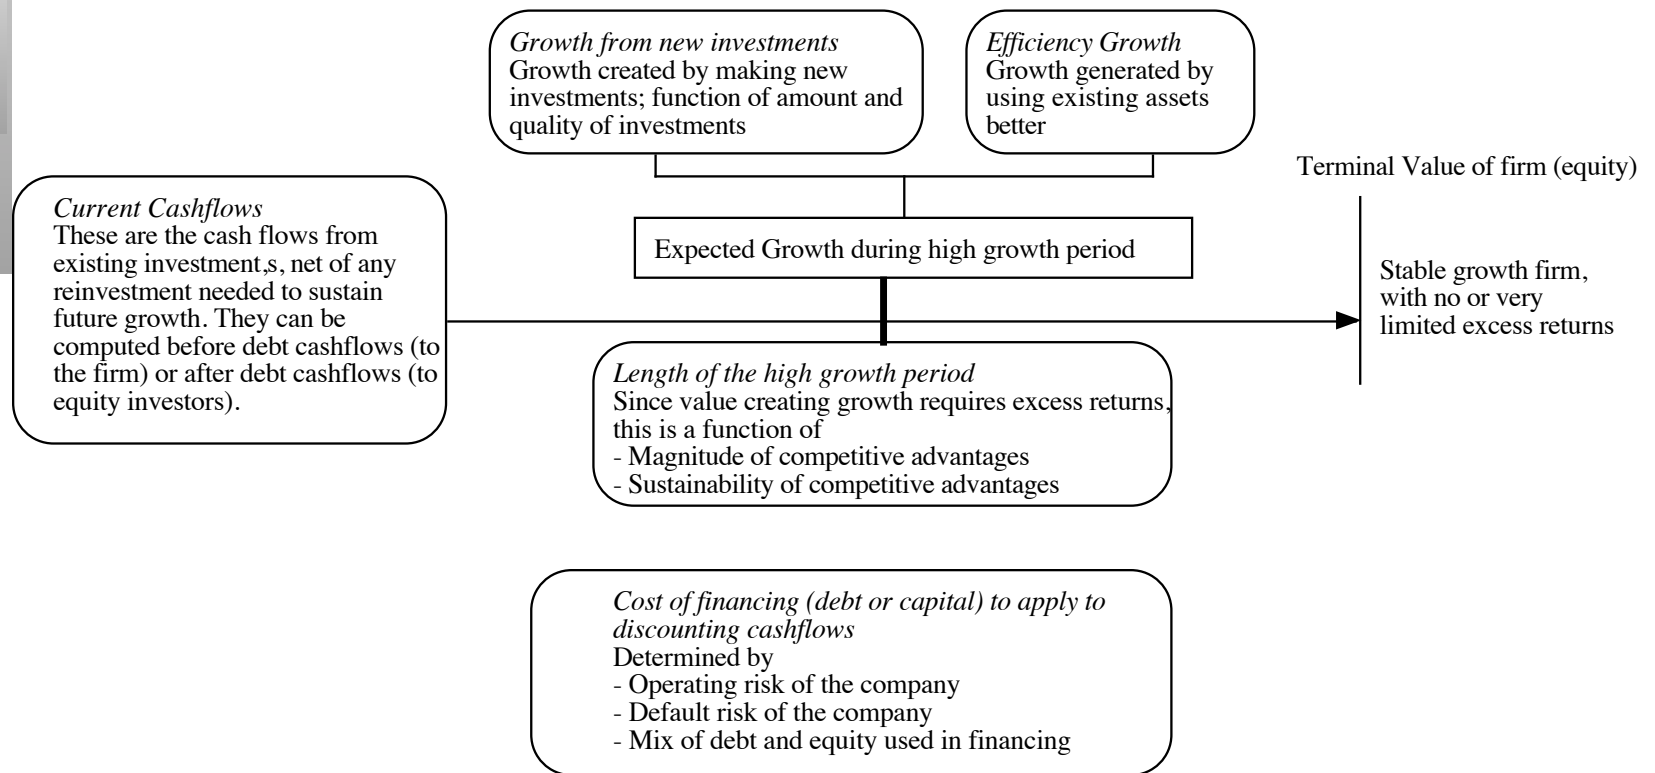 Growth from new investments
Growth created by making new
investments; function of amount and
quality of investments
Efficiency Growth
Growth generated by
using existing assets
better
Terminal Value of firm (equity)
Current Cashflows
These are the cash flows from
existing investment,s, net of any
reinvestment needed to sustain
future growth. They can be
computed before debt cashflows (to
the firm) or after debt cashflows (to
equity investors).
Expected Growth during high growth period
Stable growth firm,
with no or very
limited excess returns
Length of the high growth period
Since value creating growth requires excess returns,
this is a function of
- Magnitude of competitive advantages
- Sustainability of competitive advantages
Cost of financing (debt or capital) to apply to
discounting cashflows
Determined by
- Operating risk of the company
- Default risk of the company
- Mix of debt and equity used in financing